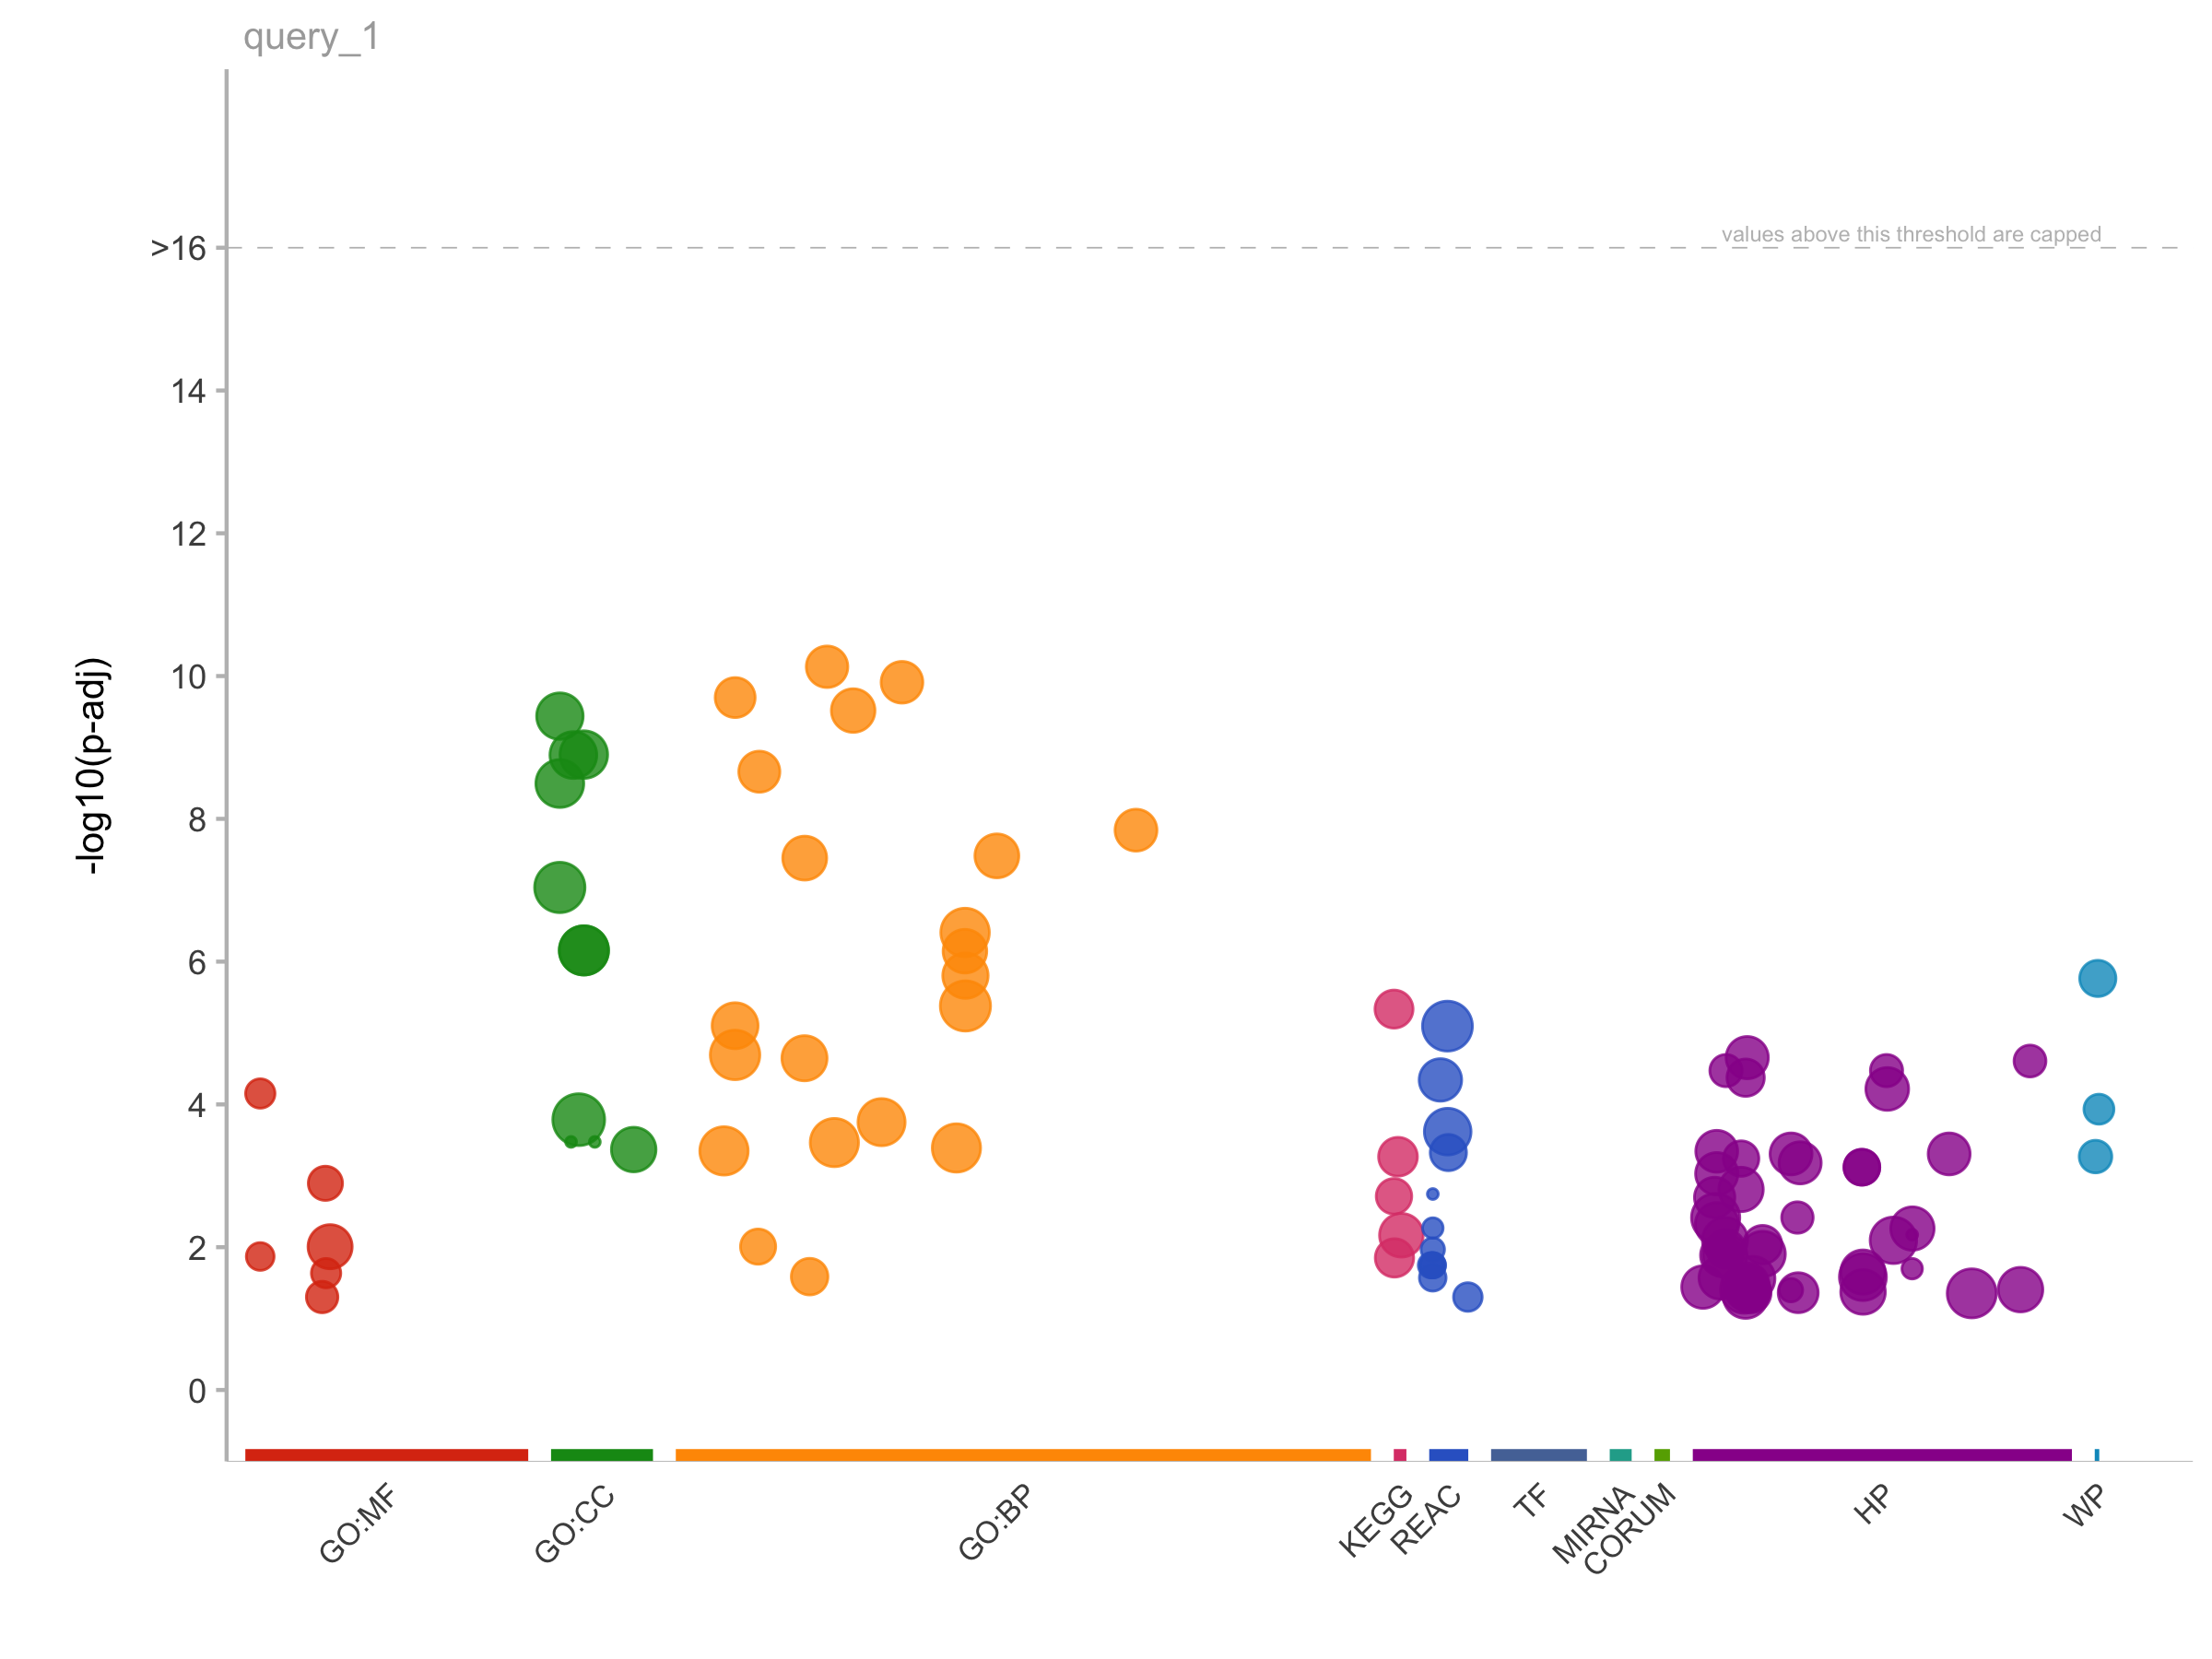 query_1
values above this threshold are capped
>16
14
12
10
8
6
4
2
0
-log10(p-adj)
GO:MF
GO:CC
GO:BP
KEGG
REAC
TF
MIRNA
CORUM
HP
WP